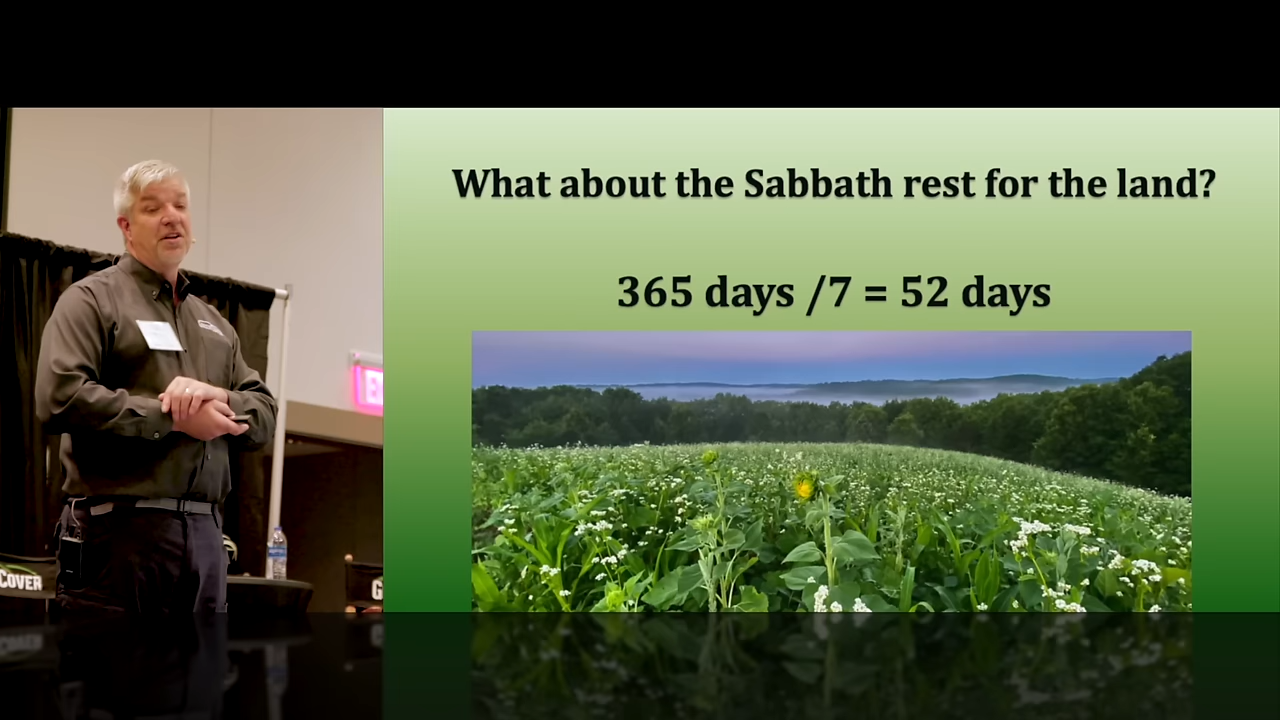 What about the Sabbath rest for the land?
365 days /7 = 52 days
COVER
G